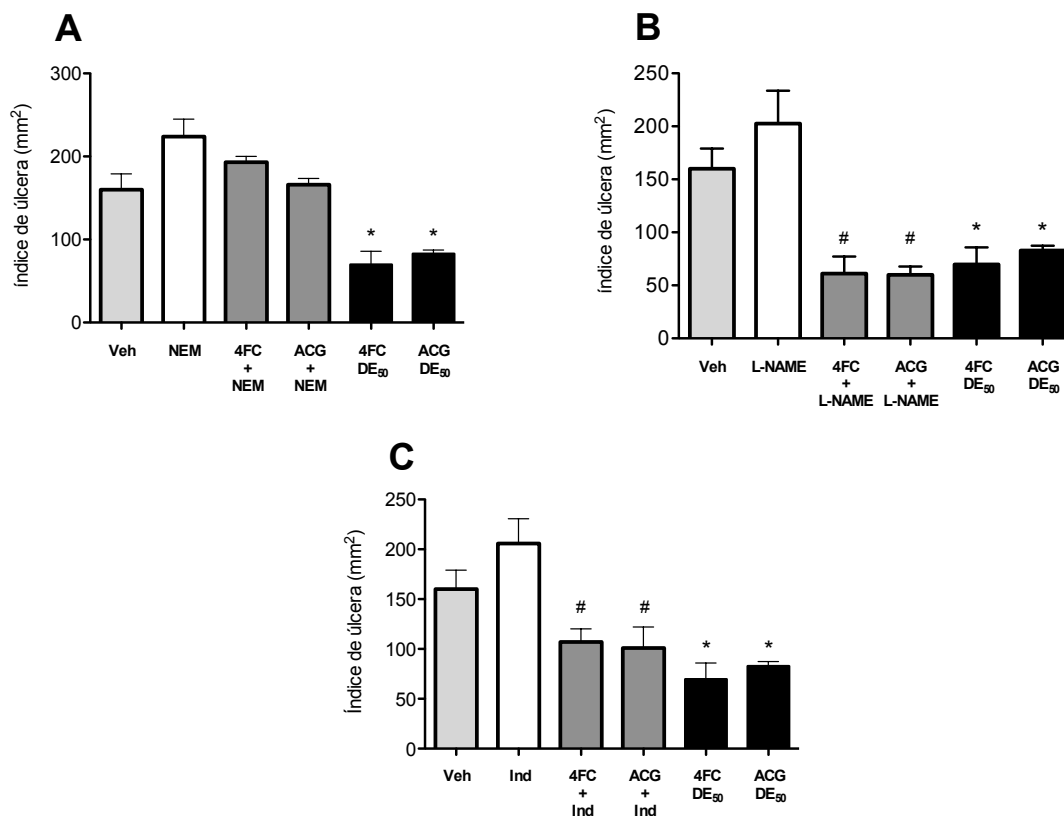 A
índice de úlcera (mm²)
300
200
100
0
* *
Veh NEM 4FC + NEM ACG + NEM 4FC DE₅₀ ACG DE₅₀
B
índice de úlcera (mm²)
250
200
150
100
50
0
# # * *
Veh L-NAME 4FC + L-NAME ACG + L-NAME 4FC DE₅₀ ACG DE₅₀
C
Índice de úlcera (mm²)
250
200
150
100
50
0
# # * *
Veh Ind 4FC + Ind ACG + Ind 4FC DE₅₀ ACG DE₅₀